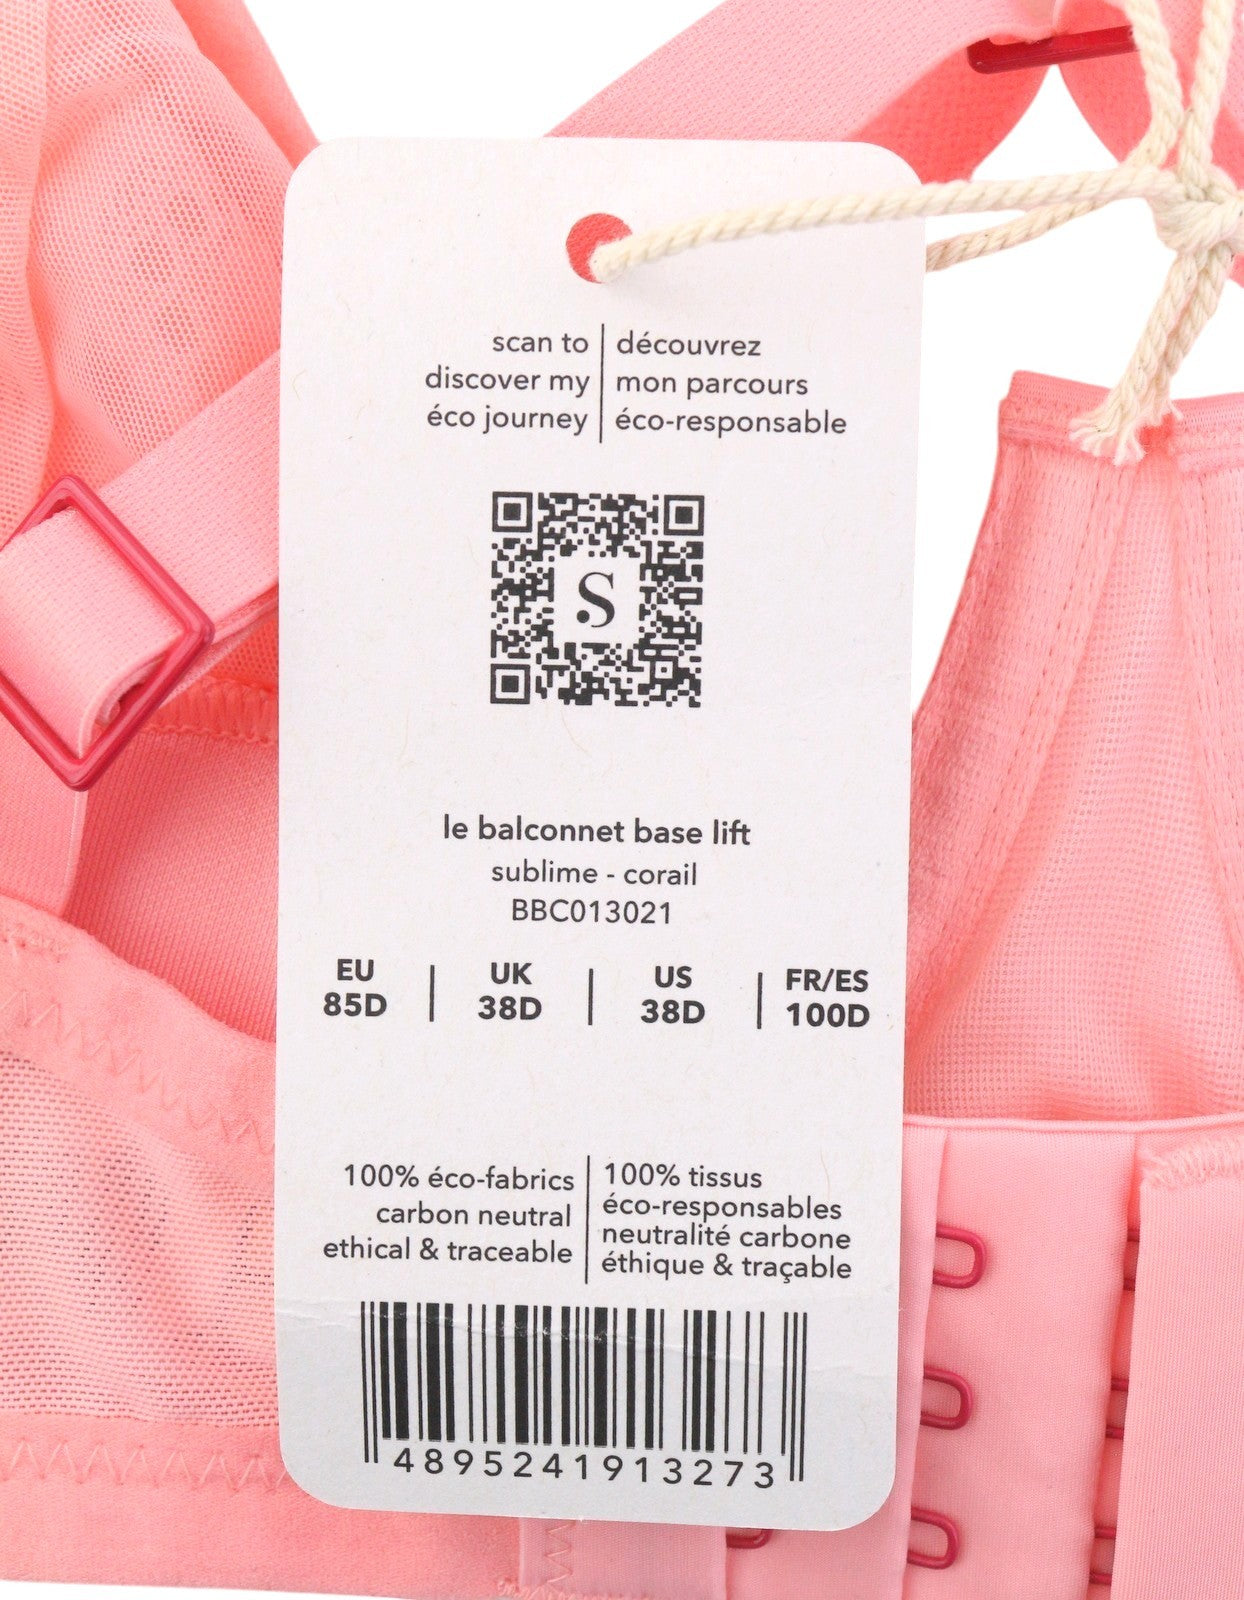 scan to
discover my
éco journey
découvrez
mon parcours
éco-responsable
S
le balconnet base lift
sublime - corail
BBC013021
EU
85D
UK
38D
US
38D
FR/ES
100D
100% éco-fabrics
carbon neutral
ethical & traceable
100% tissus
éco-responsables
neutralité carbone
éthique & traçable
4895241913273